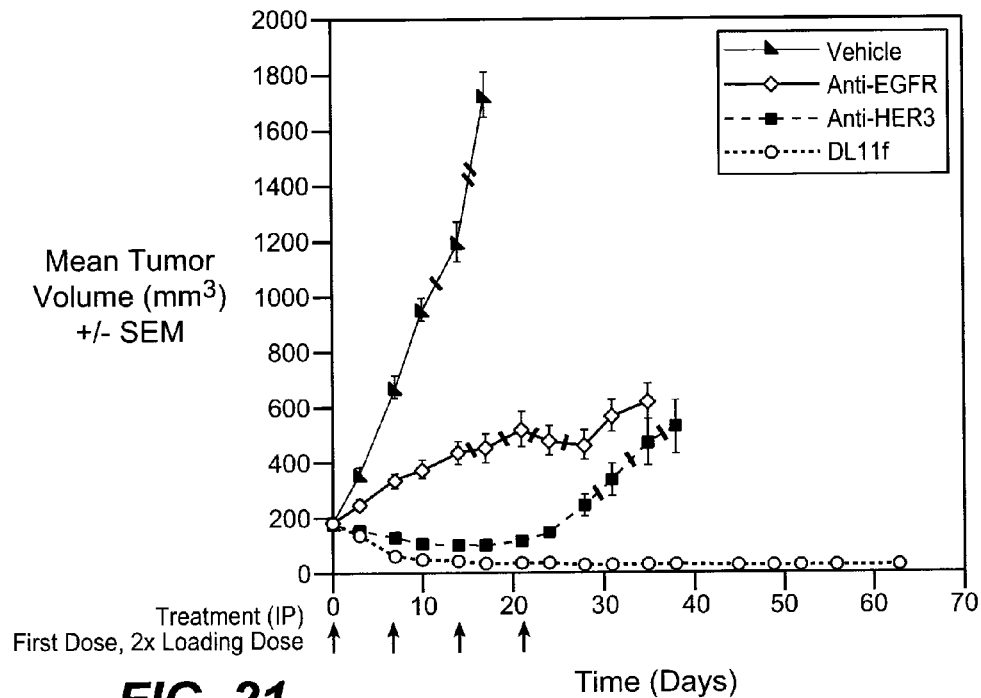 2000
1800
1600
1400
1200
1000
800
600
400
200
0
Mean Tumor
Volume (mm³)
+/- SEM
Vehicle
Anti-EGFR
Anti-HER3
DL11f
0 10 20 30 40 50 60 70
Treatment (IP)
First Dose, 2x Loading Dose
Time (Days)
FIG. 21